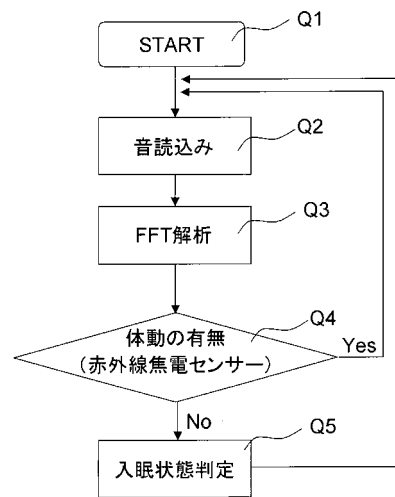 START
Q1
音読込み
Q2
FFT解析
Q3
体動の有無
(赤外線焦電センサー)
Q4
Yes
No
入眠状態判定
Q5